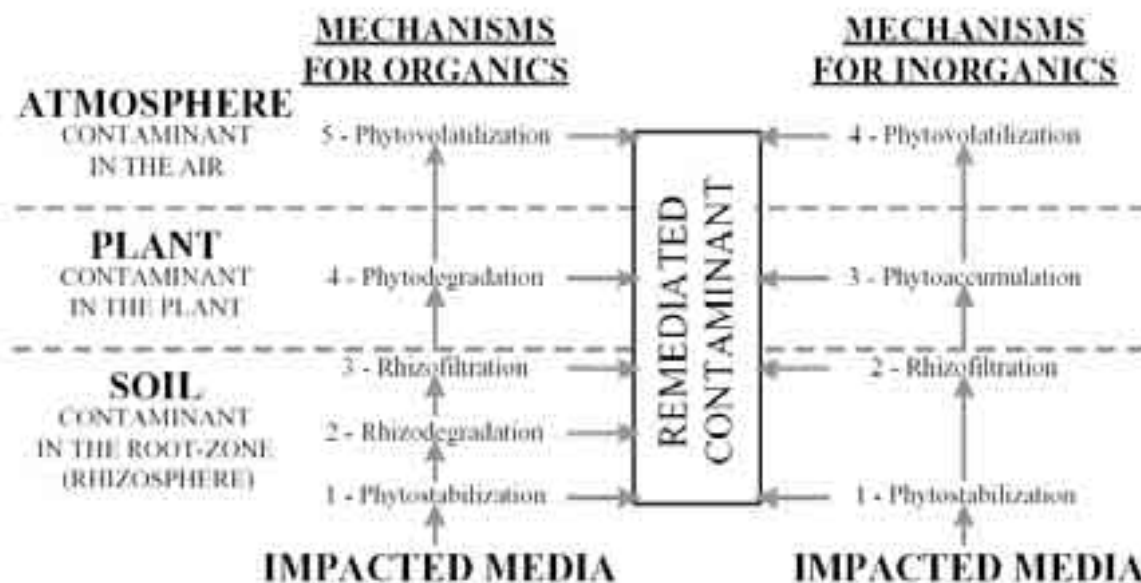 MECHANISMS
FOR ORGANICS
MECHANISMS
FOR INORGANICS
ATMOSPHERE
CONTAMINANT
IN THE AIR
5 - Phytovolatilization
4 - Phytovolatilization
PLANT
CONTAMINANT
IN THE PLANT
4 - Phytodegradation
3 - Phytoaccumulation
REMEDIATED
CONTAMINANT
SOIL
CONTAMINANT
IN THE ROOT-ZONE
(RHIZOSPHERE)
3 - Rhizofiltration
2 - Rhizofiltration
2 - Rhizodegradation
1 - Phytostabilization
1 - Phytostabilization
IMPACTED MEDIA
IMPACTED MEDIA